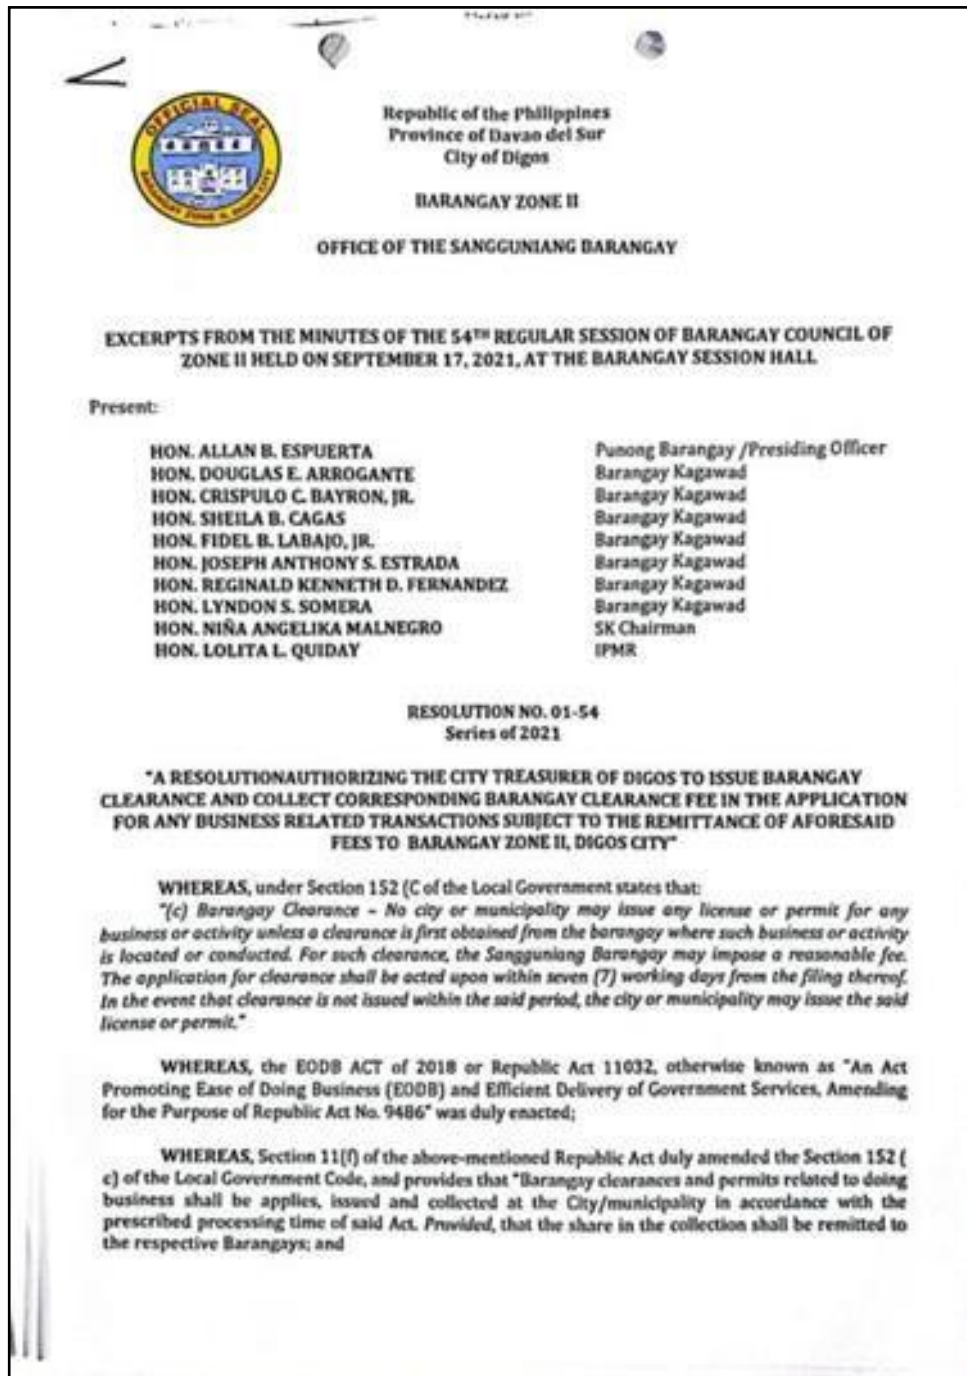 OFFICIAL SEAL
BARANGAY ZONE II, DIGOS CITY
Republic of the Philippines
Province of Davao del Sur
City of Digos
BARANGAY ZONE II
OFFICE OF THE SANGGUNIANG BARANGAY
EXCERPTS FROM THE MINUTES OF THE 54TH REGULAR SESSION OF BARANGAY COUNCIL OF
ZONE II HELD ON SEPTEMBER 17, 2021, AT THE BARANGAY SESSION HALL
Present:
HON. ALLAN B. ESPUERTA Punong Barangay /Presiding Officer
HON. DOUGLAS E. ARROGANTE Barangay Kagawad
HON. CRISPULO C. BAYRON, JR. Barangay Kagawad
HON. SHEILA B. CAGAS Barangay Kagawad
HON. FIDEL B. LABAJO, JR. Barangay Kagawad
HON. JOSEPH ANTHONY S. ESTRADA Barangay Kagawad
HON. REGINALD KENNETH D. FERNANDEZ Barangay Kagawad
HON. LYNDON S. SOMERA Barangay Kagawad
HON. NIÑA ANGELIKA MALNEGRO SK Chairman
HON. LOLITA L. QUIDAY IPMR
RESOLUTION NO. 01-54
Series of 2021
"A RESOLUTIONAUTHORIZING THE CITY TREASURER OF DIGOS TO ISSUE BARANGAY
CLEARANCE AND COLLECT CORRESPONDING BARANGAY CLEARANCE FEE IN THE APPLICATION
FOR ANY BUSINESS RELATED TRANSACTIONS SUBJECT TO THE REMITTANCE OF AFORESAID
FEES TO BARANGAY ZONE II, DIGOS CITY"
WHEREAS, under Section 152 (C of the Local Government states that:
"(c) Barangay Clearance – No city or municipality may issue any license or permit for any
business or activity unless a clearance is first obtained from the barangay where such business or activity
is located or conducted. For such clearance, the Sangguniang Barangay may impose a reasonable fee.
The application for clearance shall be acted upon within seven (7) working days from the filing thereof.
In the event that clearance is not issued within the said period, the city or municipality may issue the said
license or permit."
WHEREAS, the EODB ACT of 2018 or Republic Act 11032, otherwise known as "An Act
Promoting Ease of Doing Business (EODB) and Efficient Delivery of Government Services, Amending
for the Purpose of Republic Act No. 9486" was duly enacted;
WHEREAS, Section 11(f) of the above-mentioned Republic Act duly amended the Section 152 (
c) of the Local Government Code, and provides that "Barangay clearances and permits related to doing
business shall be applies, issued and collected at the City/municipality in accordance with the
prescribed processing time of said Act. Provided, that the share in the collection shall be remitted to
the respective Barangays; and